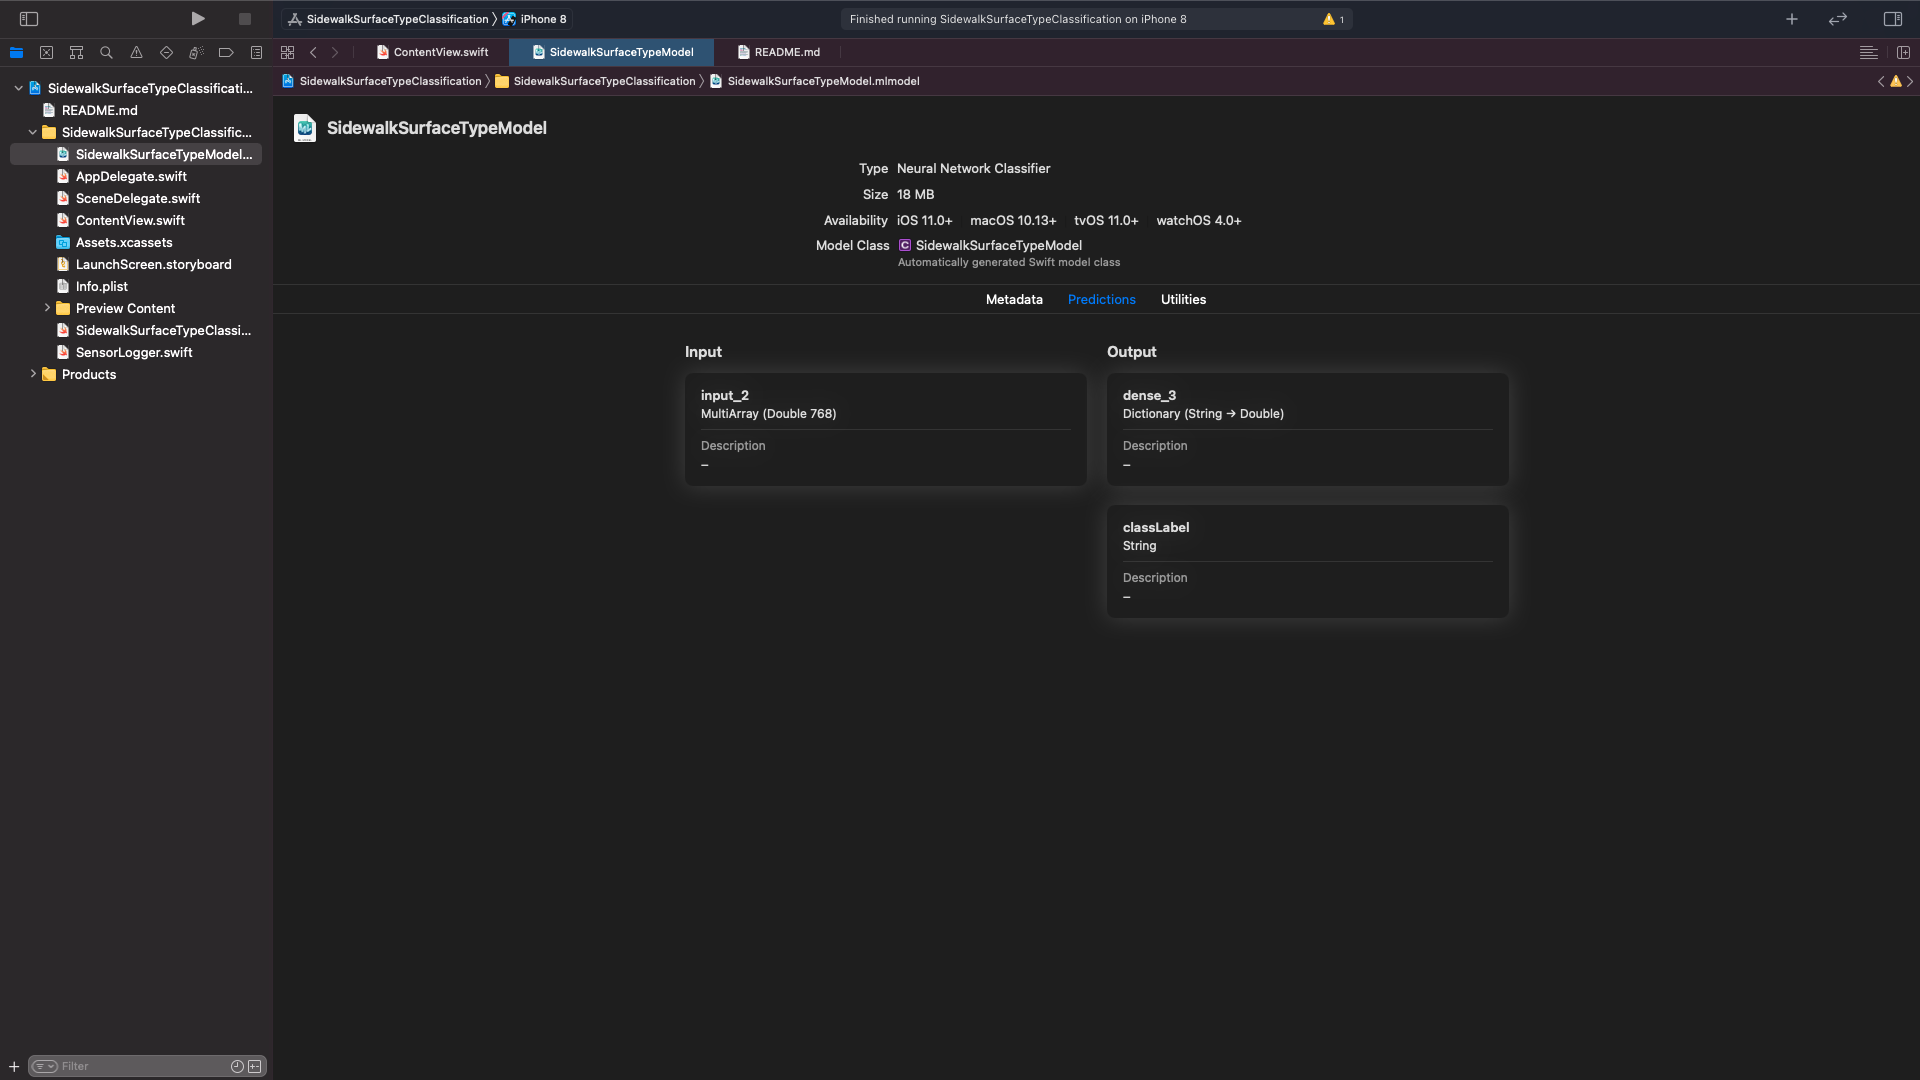 SidewalkSurfaceTypeClassification 〉 iPhone 8
Finished running SidewalkSurfaceTypeClassification on iPhone 8
1
ContentView.swift
SidewalkSurfaceTypeModel
README.md
SidewalkSurfaceTypeClassification 〉 SidewalkSurfaceTypeClassification 〉 SidewalkSurfaceTypeModel.mlmodel
SidewalkSurfaceTypeClassificati...
README.md
SidewalkSurfaceTypeClassific...
SidewalkSurfaceTypeModel...
AppDelegate.swift
SceneDelegate.swift
ContentView.swift
Assets.xcassets
LaunchScreen.storyboard
Info.plist
Preview Content
SidewalkSurfaceTypeClassi...
SensorLogger.swift
Products
Filter
SidewalkSurfaceTypeModel
Type Neural Network Classifier
Size 18 MB
Availability iOS 11.0+ macOS 10.13+ tvOS 11.0+ watchOS 4.0+
Model Class C SidewalkSurfaceTypeModel
Automatically generated Swift model class
Metadata Predictions Utilities
Input
input_2
MultiArray (Double 768)
Description
–
Output
dense_3
Dictionary (String → Double)
Description
–
classLabel
String
Description
–